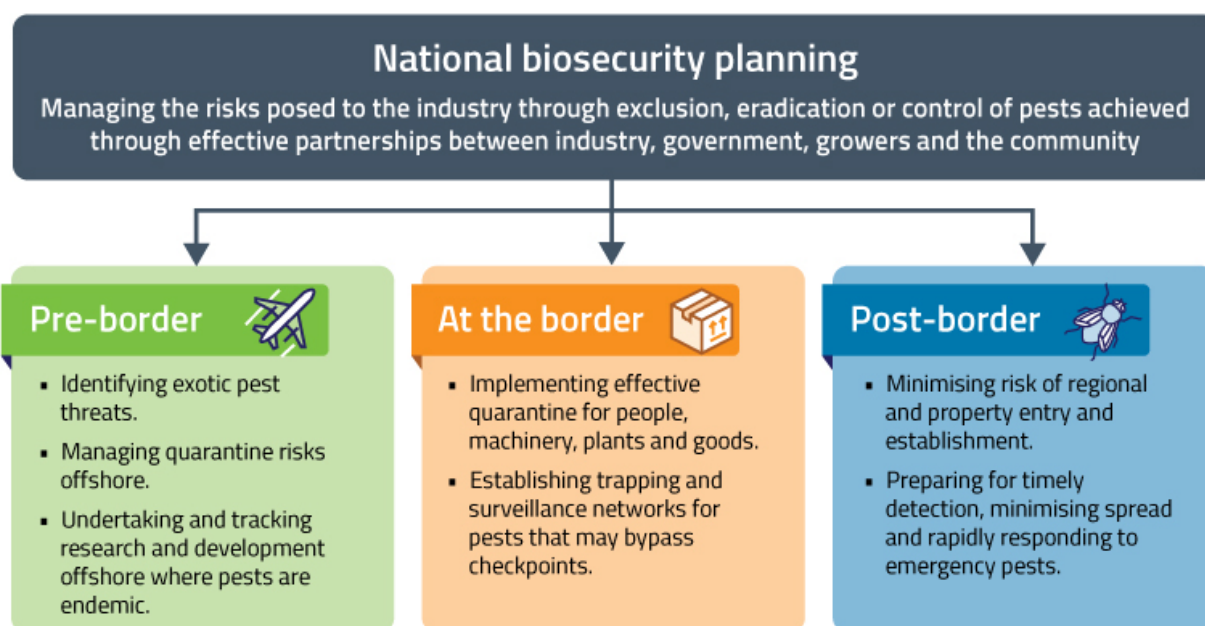 National biosecurity planning
Managing the risks posed to the industry through exclusion, eradication or control of pests achieved
through effective partnerships between industry, government, growers and the community
Pre-border
▪ Identifying exotic pest
threats.
▪ Managing quarantine risks
offshore.
▪ Undertaking and tracking
research and development
offshore where pests are
endemic.
At the border
▪ Implementing effective
quarantine for people,
machinery, plants and goods.
▪ Establishing trapping and
surveillance networks for
pests that may bypass
checkpoints.
Post-border
▪ Minimising risk of regional
and property entry and
establishment.
▪ Preparing for timely
detection, minimising spread
and rapidly responding to
emergency pests.